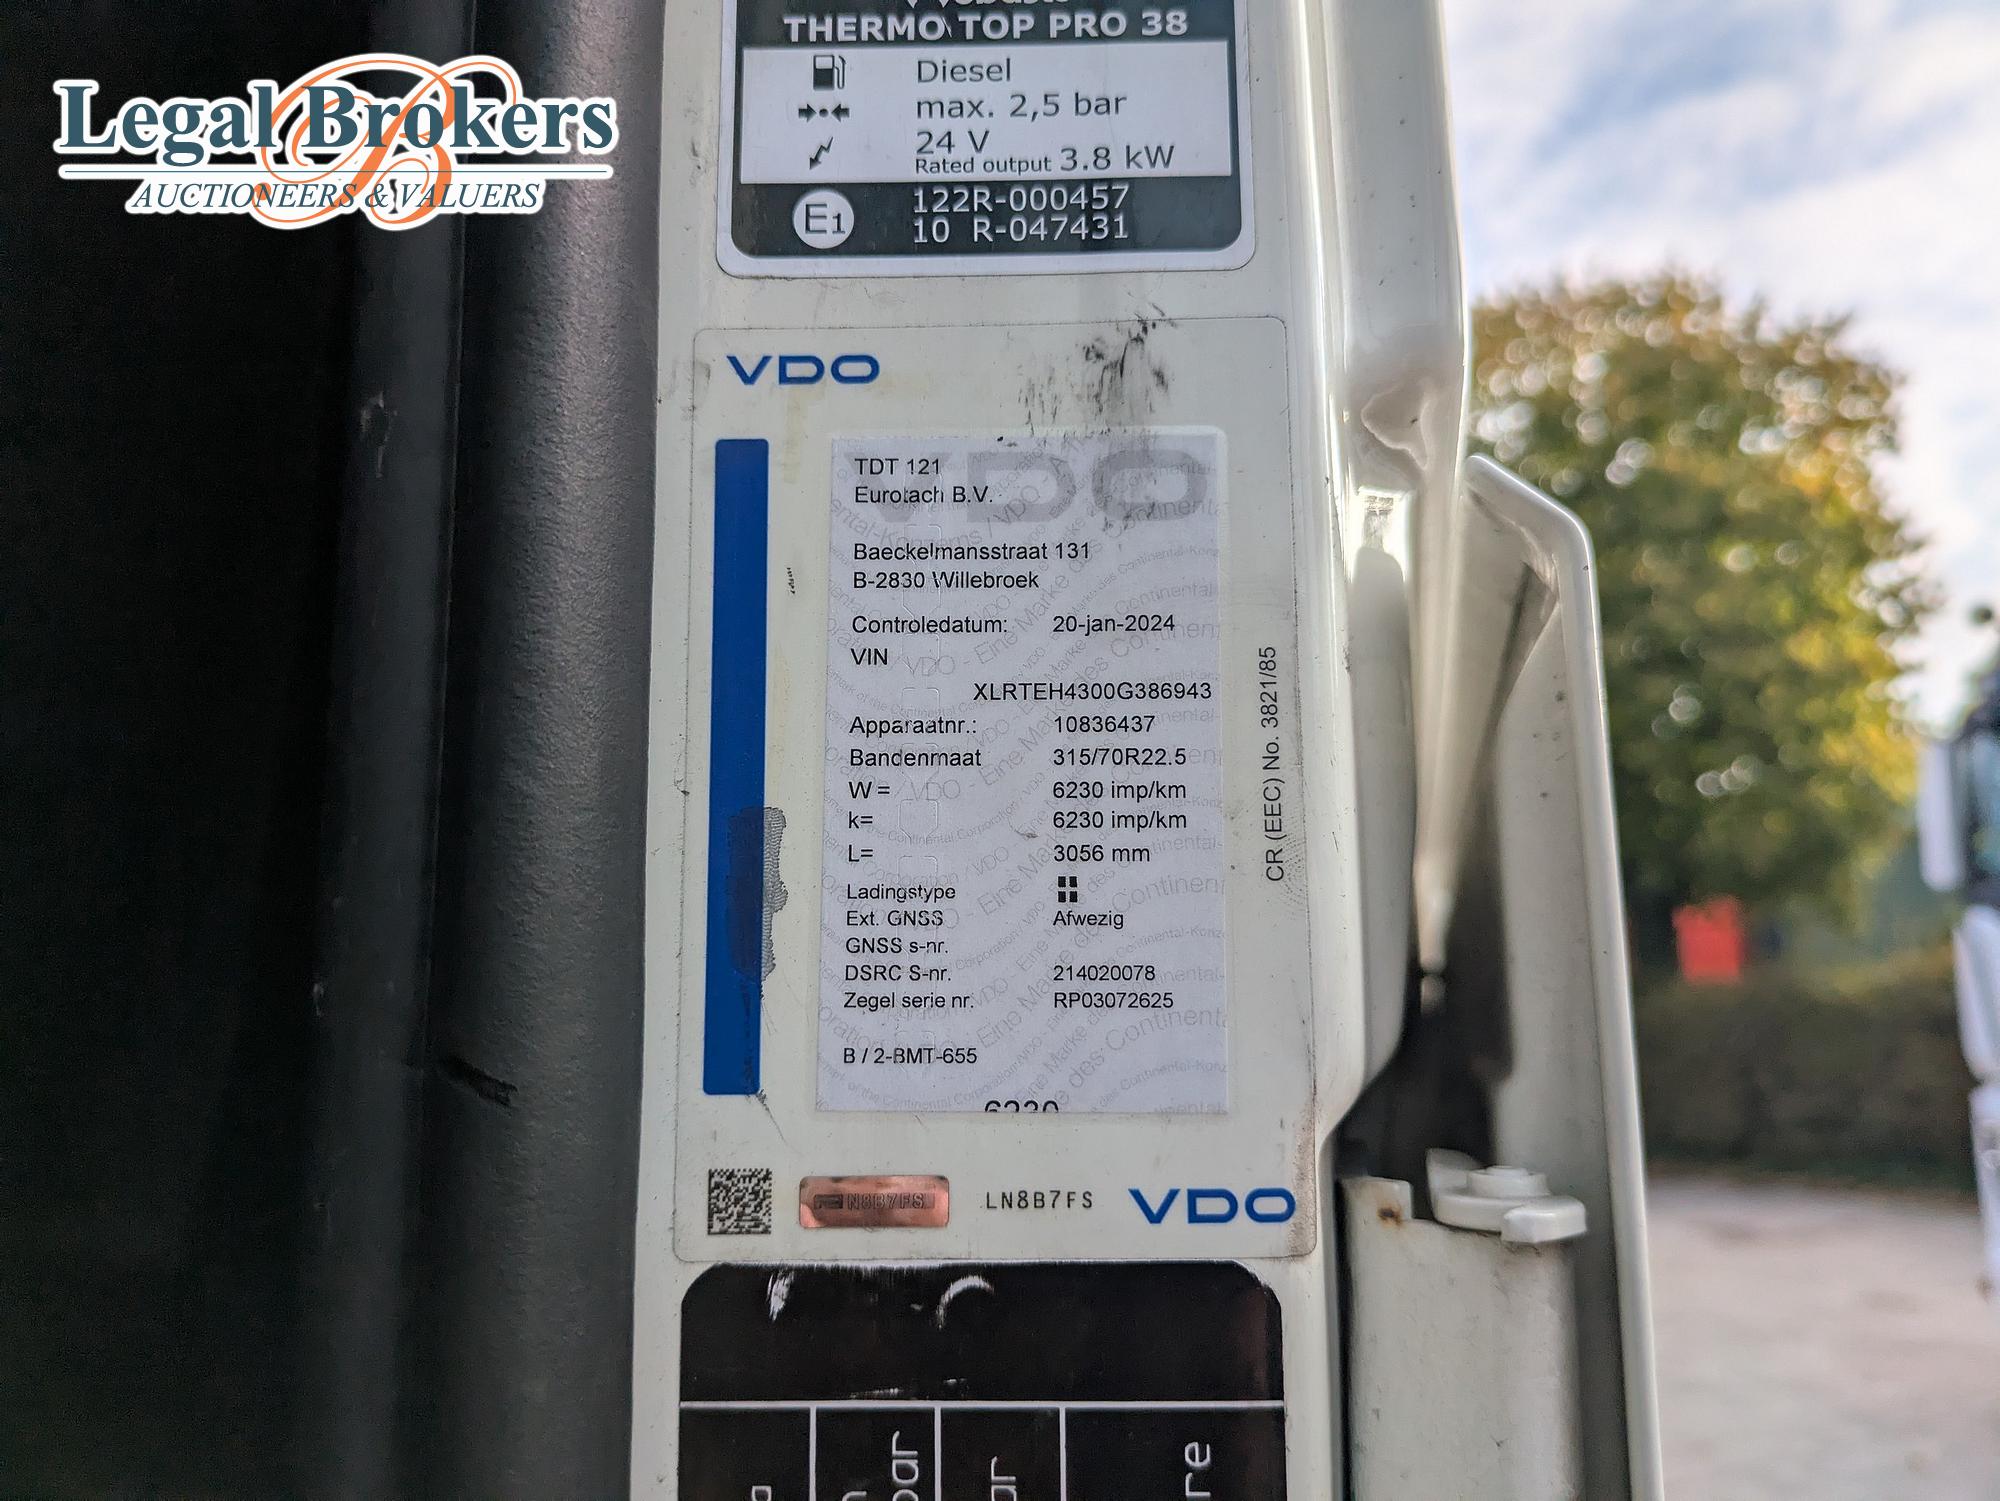 Legal Brokers
AUCTIONEERS & VALUERS
THERMO TOP PRO 38
Diesel
max. 2,5 bar
24 V
Rated output 3.8 kW
E1
122R-000457
10 R-047431
VDO
TDT 121
Eurotach B.V.
Baeckelmansstraat 131
B-2830 Willebroek
Controledatum: 20-jan-2024
VIN
XLRTEH4300G386943
Apparaatnr.: 10836437
Bandenmaat 315/70R22.5
W = 6230 imp/km
k= 6230 imp/km
L= 3056 mm
Ladingstype
Ext. GNSS Afwezig
GNSS s-nr.
DSRC S-nr. 214020078
Zegel serie nr. RP03072625
B / 2-BMT-655
6230
CR (EEC) No. 3821/85
N8B7FS
LN8B7FS
VDO